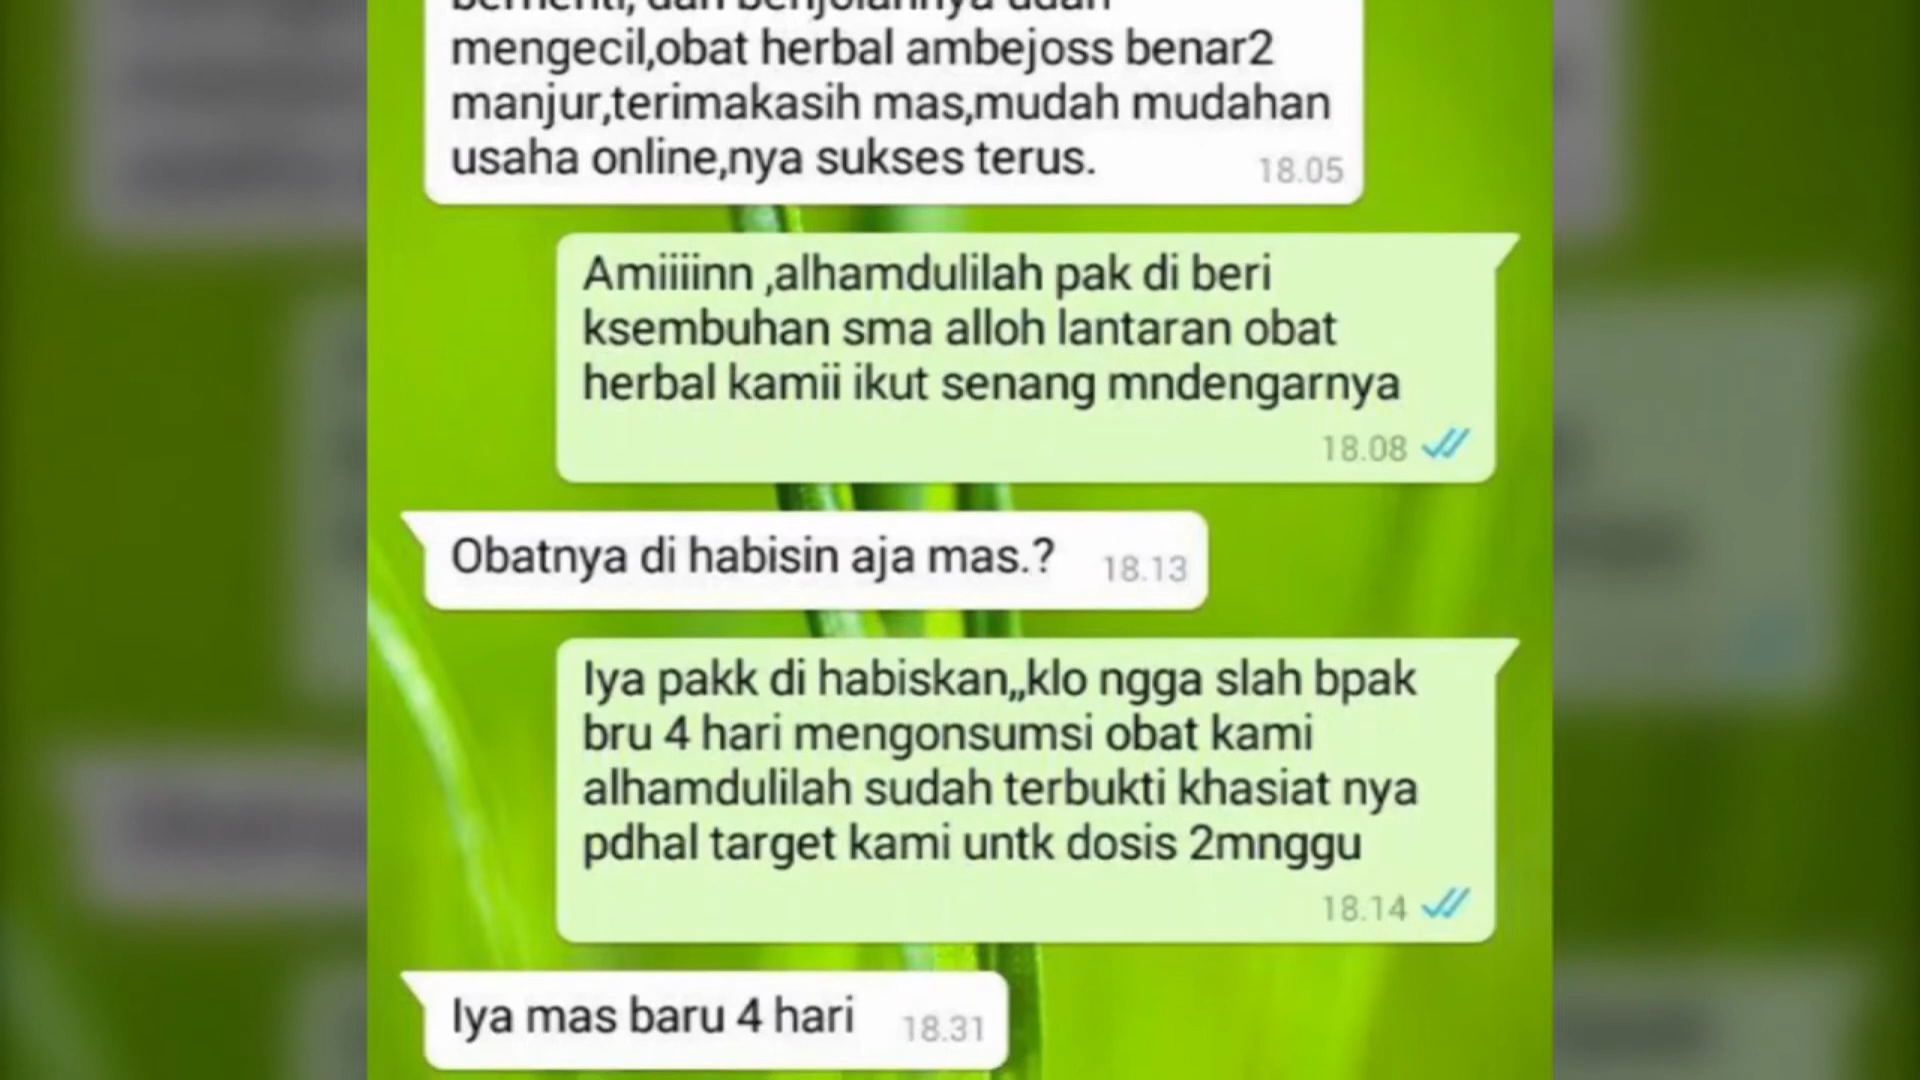 mengecil,obat herbal ambejoss benar2
manjur,terimakasih mas,mudah mudahan
usaha online,nya sukses terus.
18.05
Amiiiinn ,alhamdulilah pak di beri
ksembuhan sma alloh lantaran obat
herbal kamii ikut senang mndengarnya
18.08
Obatnya di habisin aja mas.?
18.13
Iya pakk di habiskan,,klo ngga slah bpak
bru 4 hari mengonsumsi obat kami
alhamdulilah sudah terbukti khasiat nya
pdhal target kami untk dosis 2mnggu
18.14
Iya mas baru 4 hari
18.31